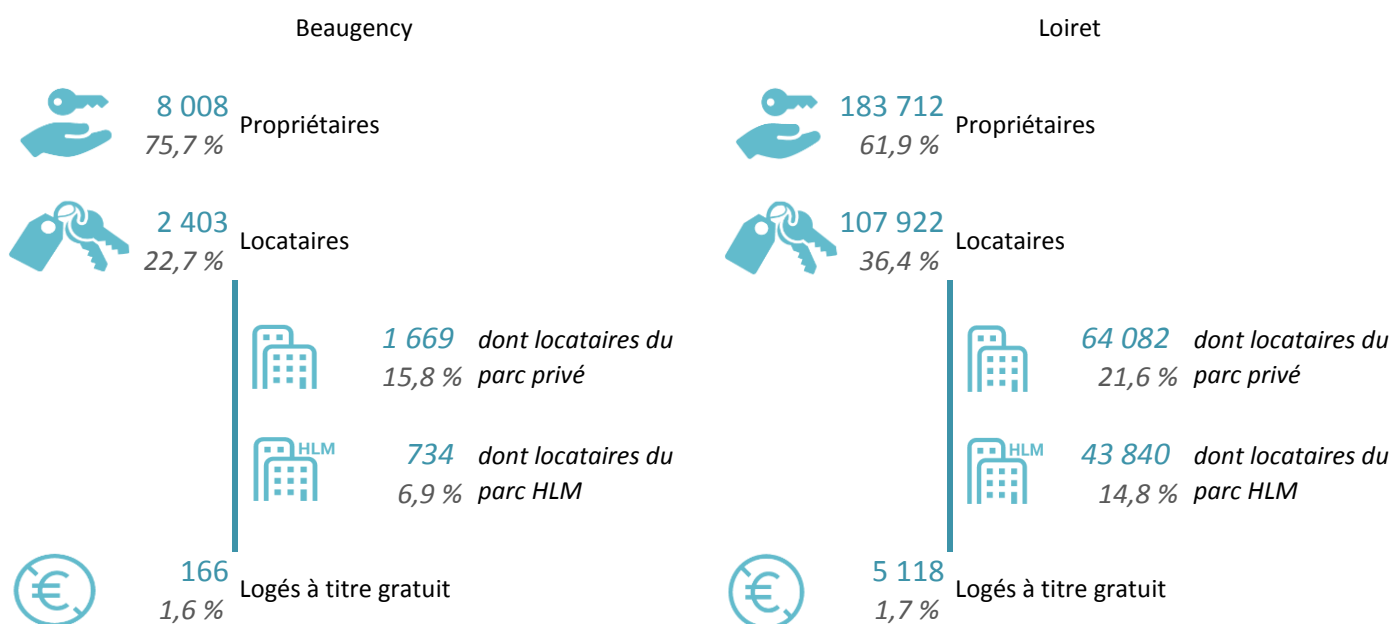 Beaugency
8 008
75,7 %
Propriétaires
2 403
22,7 %
Locataires
1 669
15,8 %
dont locataires du
parc privé
HLM
734
6,9 %
dont locataires du
parc HLM
€
166
1,6 %
Logés à titre gratuit
Loiret
183 712
61,9 %
Propriétaires
107 922
36,4 %
Locataires
64 082
21,6 %
dont locataires du
parc privé
HLM
43 840
14,8 %
dont locataires du
parc HLM
€
5 118
1,7 %
Logés à titre gratuit